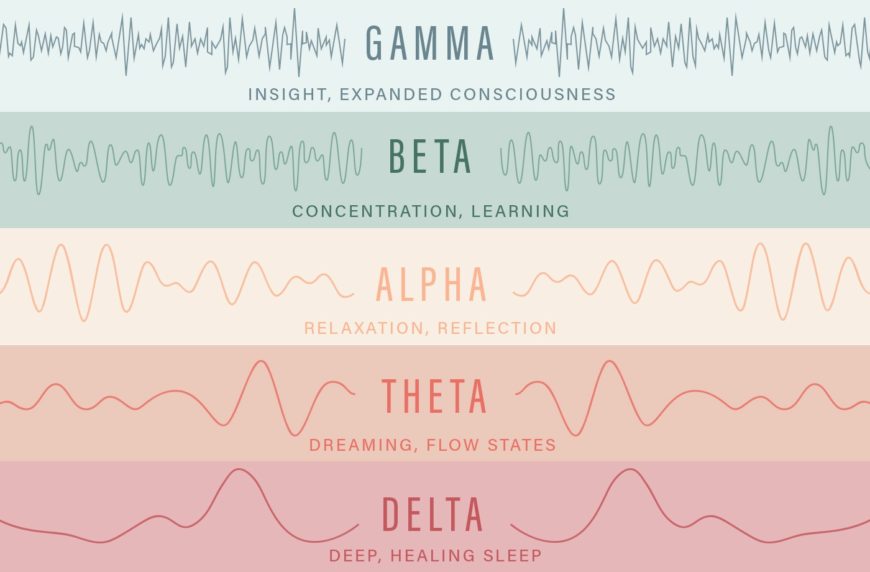 GAMMA
INSIGHT, EXPANDED CONSCIOUSNESS
BETA
CONCENTRATION, LEARNING
ALPHA
RELAXATION, REFLECTION
THETA
DREAMING, FLOW STATES
DELTA
DEEP, HEALING SLEEP